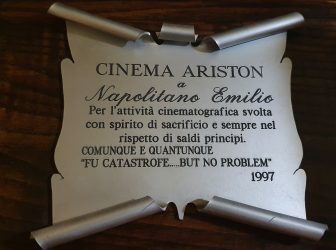 CINEMA ARISTON
a
Napolitano Emilio
Per l'attività cinematografica svolta
con spirito di sacrificio e sempre nel
rispetto di saldi principi.
COMUNQUE E QUANTUNQUE
"FU CATASTROFE.....BUT NO PROBLEM"
1997